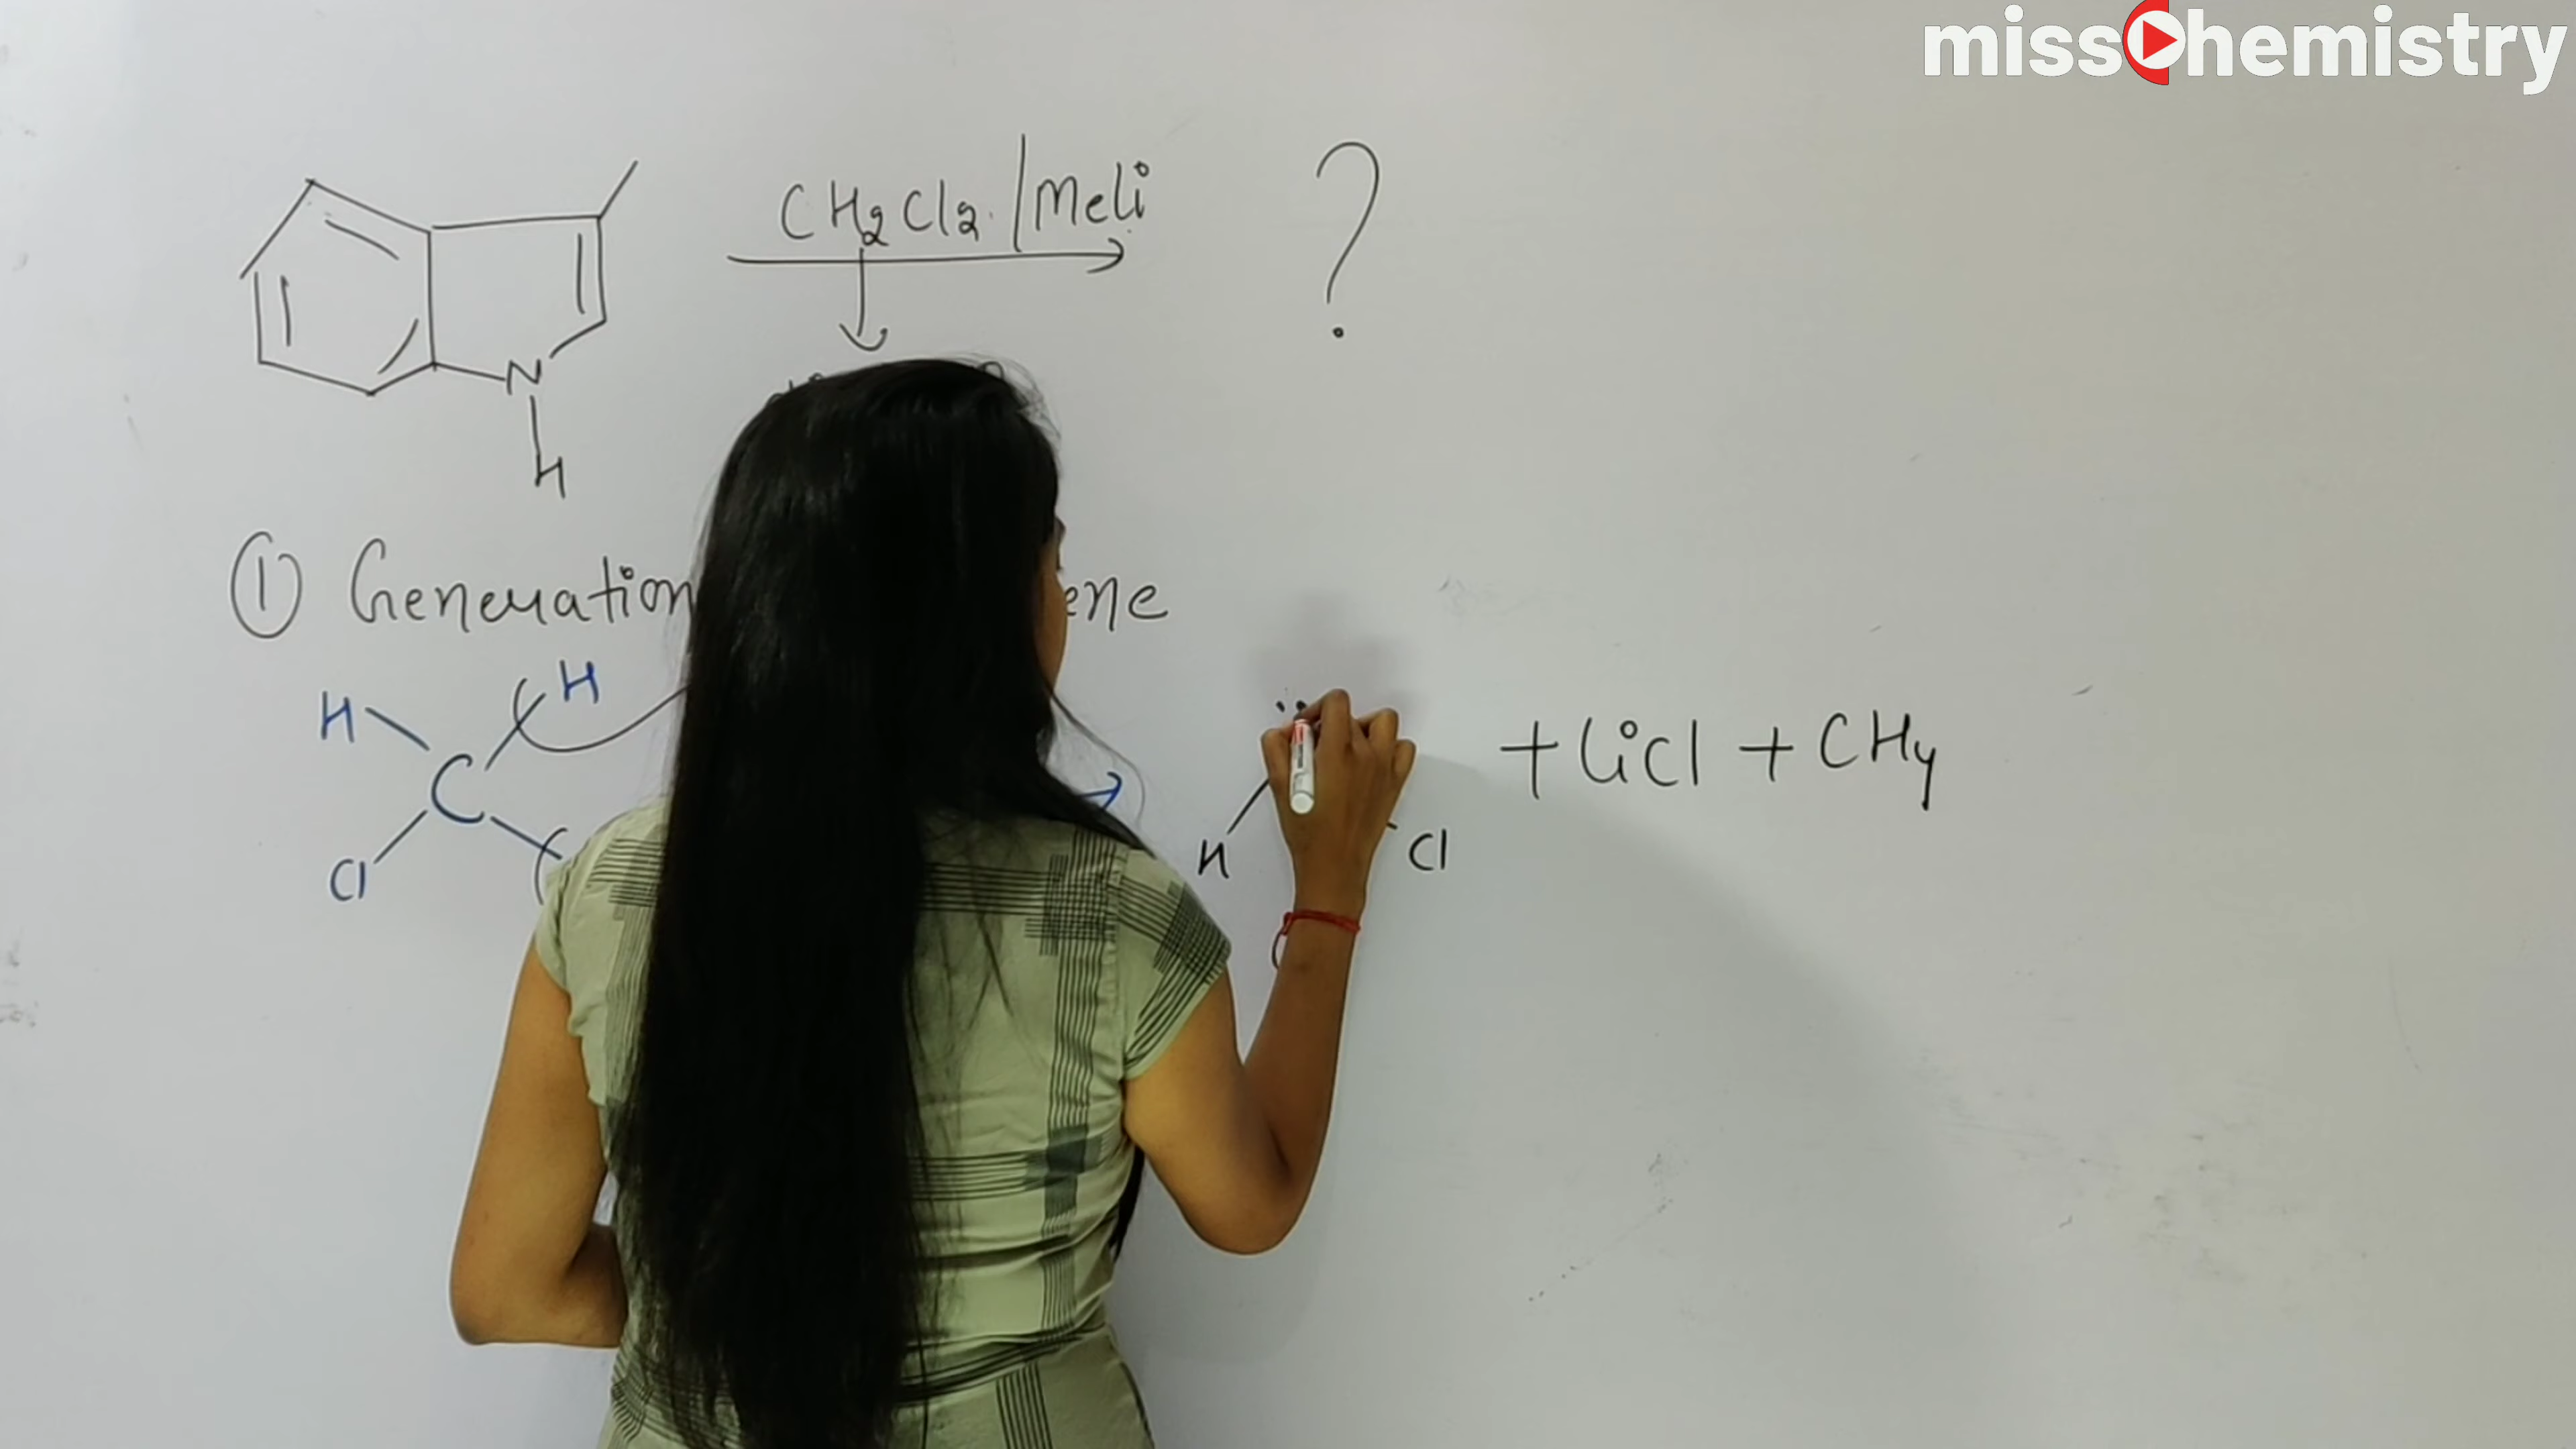 missChemistry
CH2Cl2 / MeLi
?
N
H
① Generation ene
H H
C
Cl
H Cl + LiCl + CH4